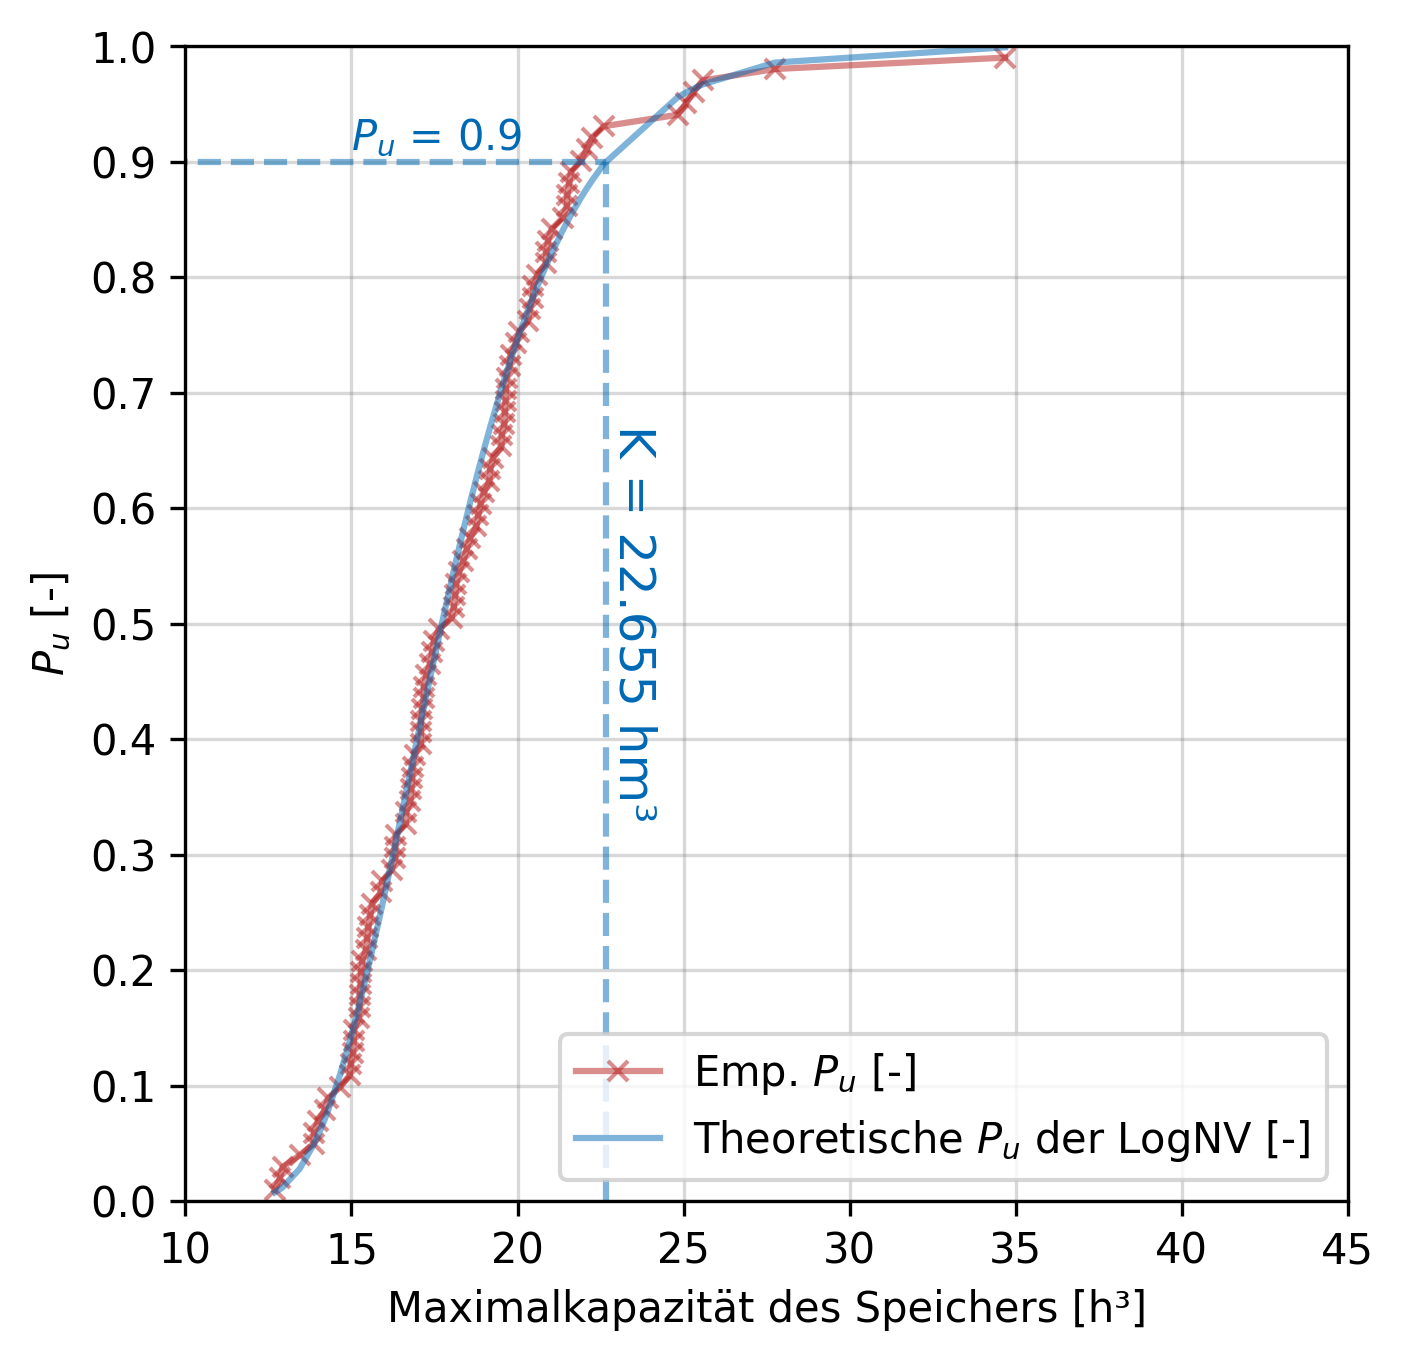 1.0
0.9
0.8
0.7
0.6
0.5
0.4
0.3
0.2
0.1
0.0
P_u [-]
P_u = 0.9
K = 22.655 hm³
Emp. P_u [-]
Theoretische P_u der LogNV [-]
10 15 20 25 30 35 40 45
Maximalkapazität des Speichers [h³]